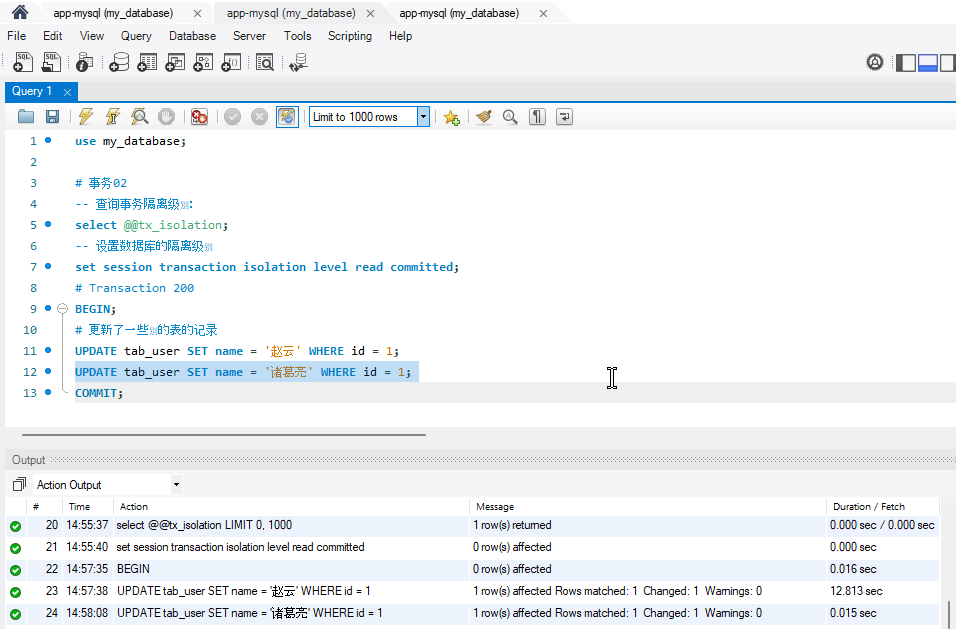 app-mysql (my_database) × app-mysql (my_database) × app-mysql (my_database) ×
File Edit View Query Database Server Tools Scripting Help
Query 1 ×
Limit to 1000 rows
1 use my_database;
2
3 # 事务02
4 -- 查询事务隔离级别:
5 select @@tx_isolation;
6 -- 设置数据库的隔离级别
7 set session transaction isolation level read committed;
8 # Transaction 200
9 BEGIN;
10 # 更新了一些别的表的记录
11 UPDATE tab_user SET name = '赵云' WHERE id = 1;
12 UPDATE tab_user SET name = '诸葛亮' WHERE id = 1;
13 COMMIT;
Output
Action Output
# Time Action Message Duration / Fetch
20 14:55:37 select @@tx_isolation LIMIT 0, 1000 1 row(s) returned 0.000 sec / 0.000 sec
21 14:55:40 set session transaction isolation level read committed 0 row(s) affected 0.000 sec
22 14:57:35 BEGIN 0 row(s) affected 0.016 sec
23 14:57:38 UPDATE tab_user SET name = '赵云' WHERE id = 1 1 row(s) affected Rows matched: 1 Changed: 1 Warnings: 0 12.813 sec
24 14:58:08 UPDATE tab_user SET name = '诸葛亮' WHERE id = 1 1 row(s) affected Rows matched: 1 Changed: 1 Warnings: 0 0.015 sec